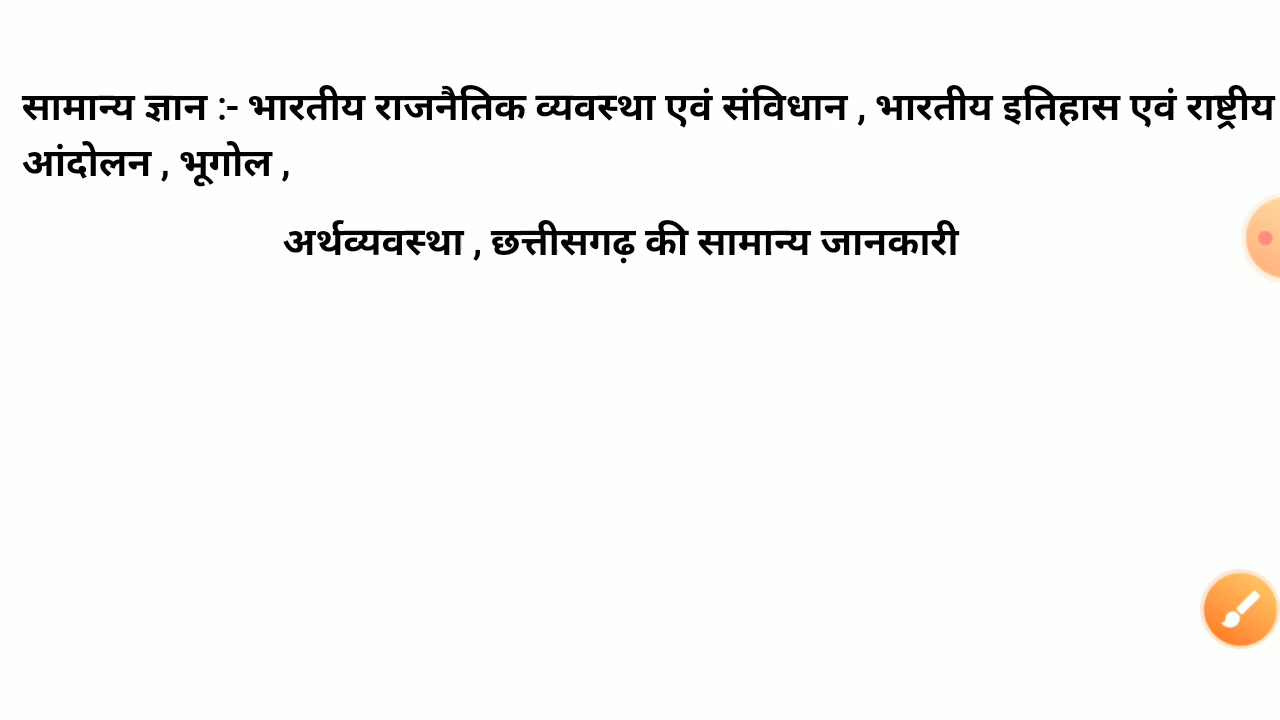 सामान्य ज्ञान :- भारतीय राजनैतिक व्यवस्था एवं संविधान , भारतीय इतिहास एवं राष्ट्रीय
आंदोलन , भूगोल ,
अर्थव्यवस्था , छत्तीसगढ़ की सामान्य जानकारी